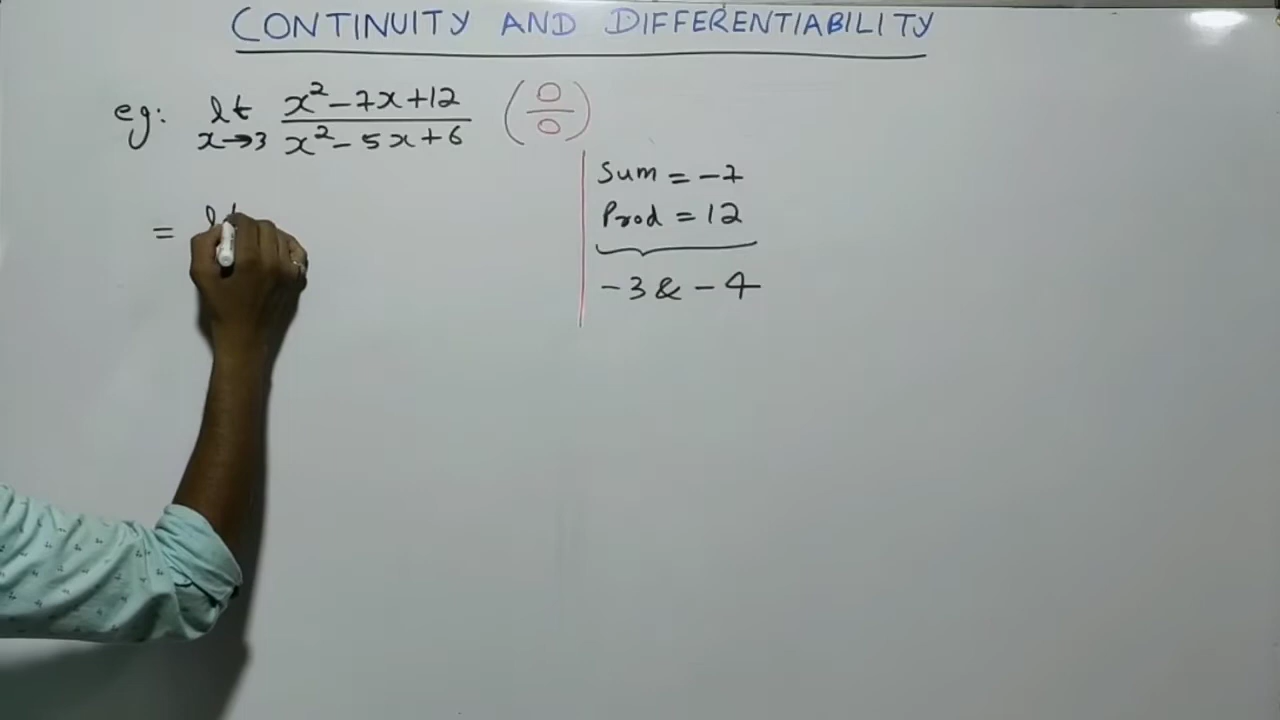 CONTINUITY AND DIFFERENTIABILITY
eg: lt x→3 x²-7x+12 / x²-5x+6 (0/0)
Sum = -7
Prod = 12
-3 & -4
= lt